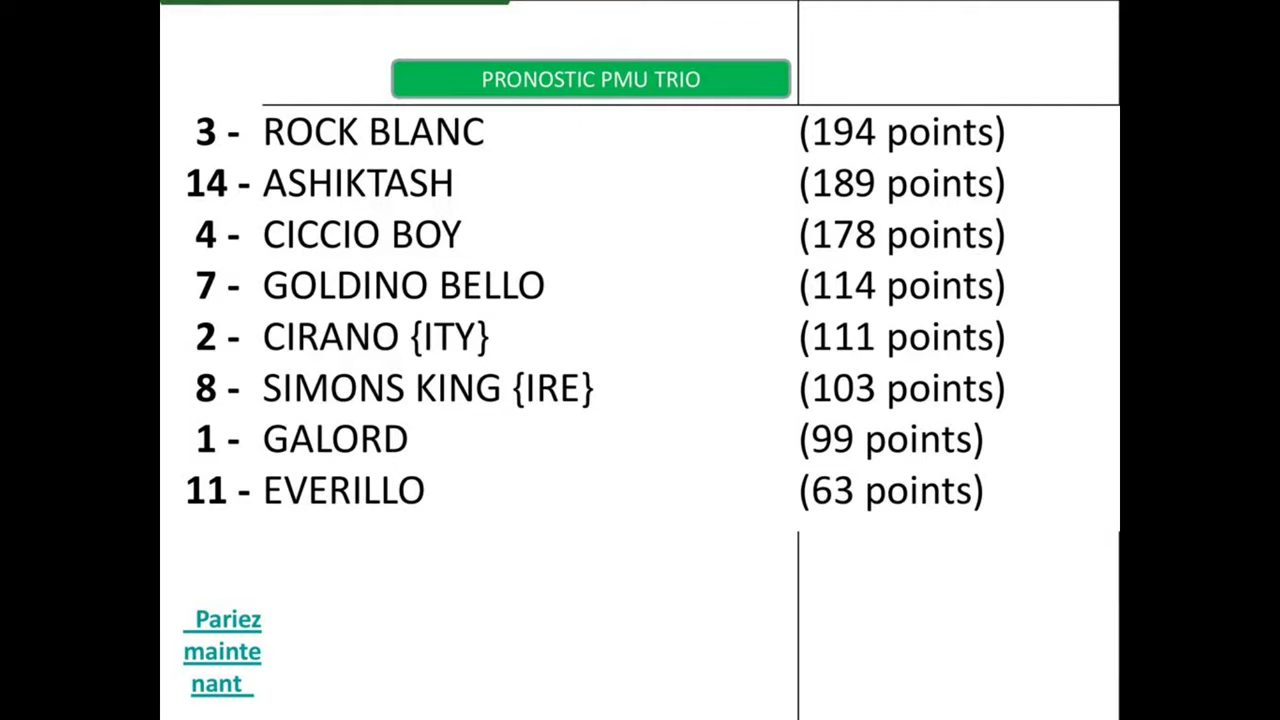 PRONOSTIC PMU TRIO
3 - ROCK BLANC (194 points)
14 - ASHIKTASH (189 points)
4 - CICCIO BOY (178 points)
7 - GOLDINO BELLO (114 points)
2 - CIRANO {ITY} (111 points)
8 - SIMONS KING {IRE} (103 points)
1 - GALORD (99 points)
11 - EVERILLO (63 points)
Pariez
mainte
nant